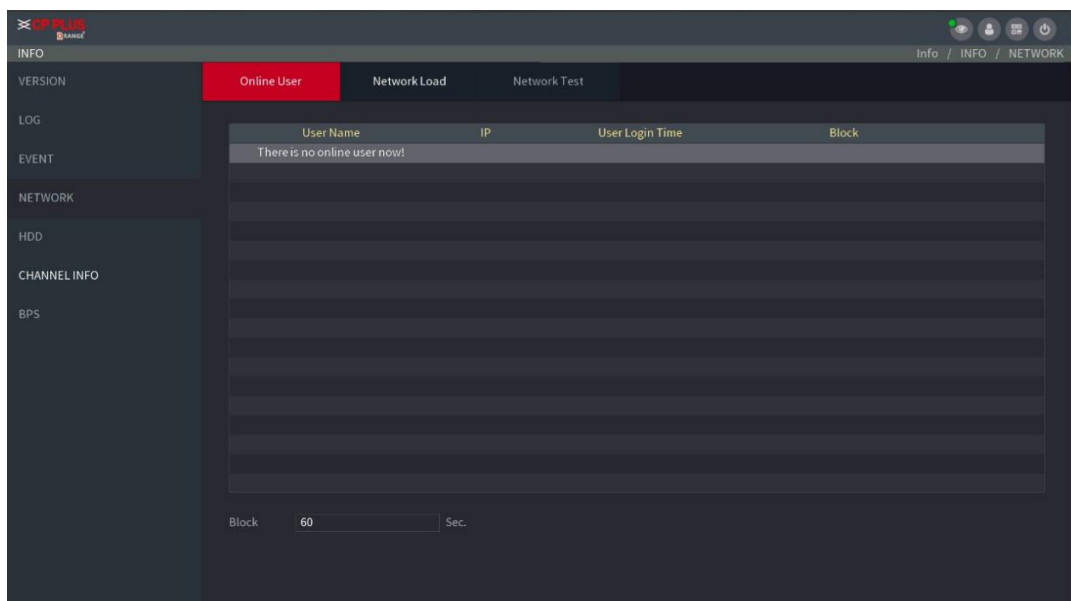 CP PLUS
ORANGE
INFO
Info / INFO / NETWORK
VERSION
LOG
EVENT
NETWORK
HDD
CHANNEL INFO
BPS
Online User
Network Load
Network Test
User Name IP User Login Time Block
There is no online user now!
Block 60 Sec.